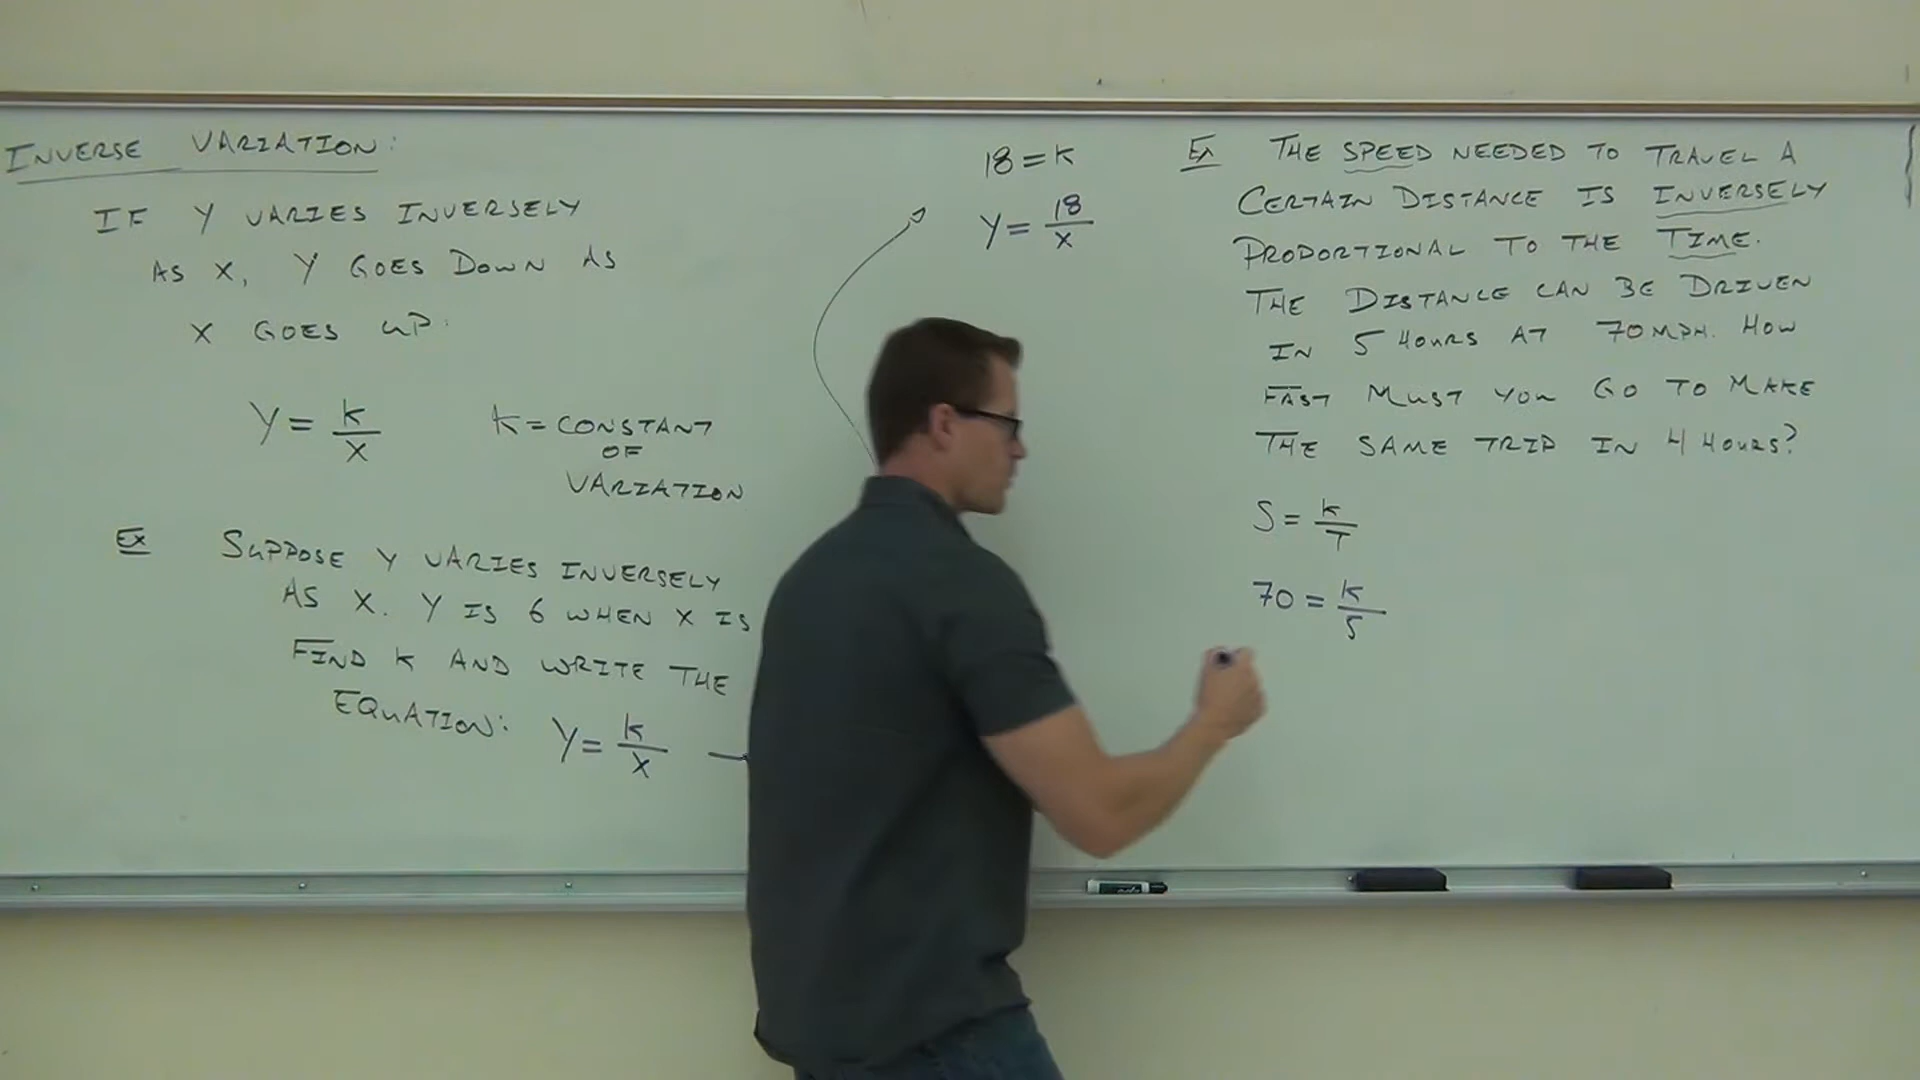 INVERSE VARIATION:
IF Y VARIES INVERSELY
AS X, Y GOES DOWN AS
X GOES UP.
Y = K/X
K = CONSTANT
OF
VARIATION
EX SUPPOSE Y VARIES INVERSELY
AS X. Y IS 6 WHEN X IS
FIND K AND WRITE THE
EQUATION: Y = K/X
18 = K
Y = 18/X
EX THE SPEED NEEDED TO TRAVEL A
CERTAIN DISTANCE IS INVERSELY
PROPORTIONAL TO THE TIME.
THE DISTANCE CAN BE DRIVEN
IN 5 HOURS AT 70 MPH. HOW
FAST MUST YOU GO TO MAKE
THE SAME TRIP IN 4 HOURS?
S = K/T
70 = K/5